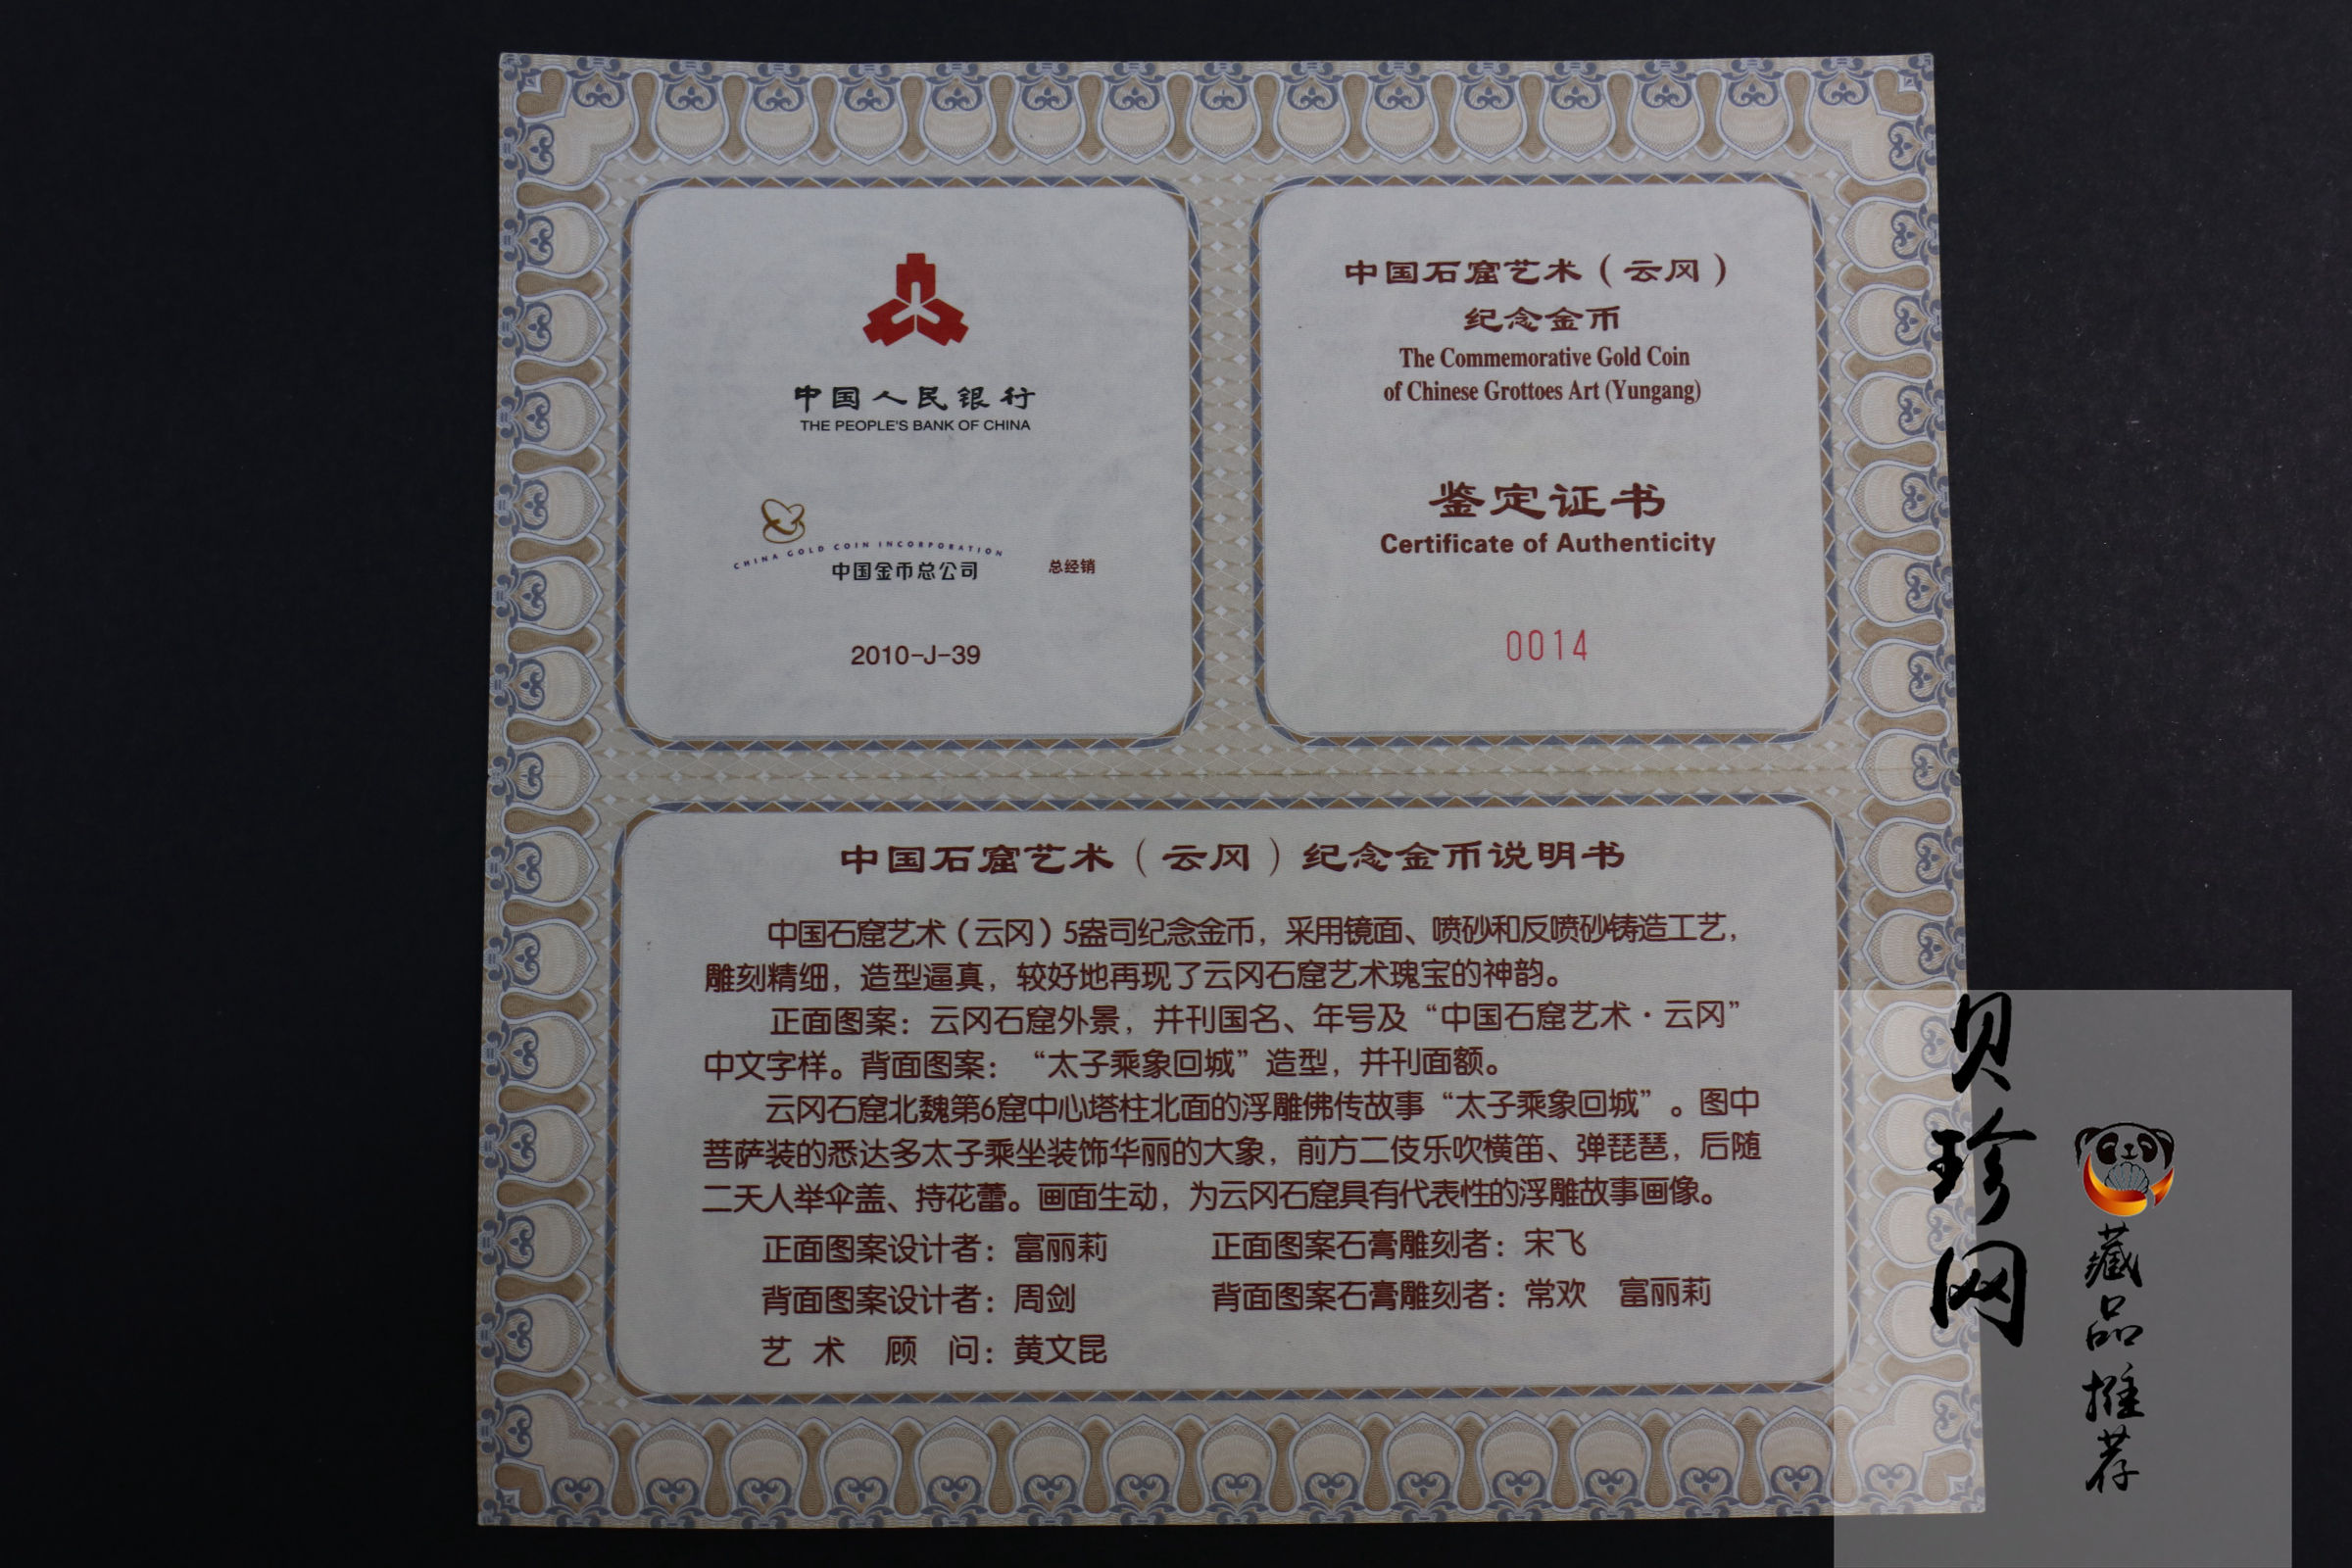 中国人民银行
THE PEOPLE'S BANK OF CHINA
CHINA GOLD COIN INCORPORATION
中国金币总公司 总经销
2010-J-39
中国石窟艺术（云冈）
纪念金币
The Commemorative Gold Coin
of Chinese Grottoes Art (Yungang)
鉴定证书
Certificate of Authenticity
0014
中国石窟艺术（云冈）纪念金币说明书
中国石窟艺术（云冈）5盎司纪念金币，采用镜面、喷砂和反喷砂铸造工艺，
雕刻精细，造型逼真，较好地再现了云冈石窟艺术瑰宝的神韵。
正面图案：云冈石窟外景，并刊国名、年号及“中国石窟艺术·云冈”
中文字样。背面图案：“太子乘象回城”造型，并刊面额。
云冈石窟北魏第6窟中心塔柱北面的浮雕佛传故事“太子乘象回城”。图中
菩萨装的悉达多太子乘坐装饰华丽的大象，前方二伎乐吹横笛、弹琵琶，后随
二天人举伞盖、持花蕾。画面生动，为云冈石窟具有代表性的浮雕故事画像。
正面图案设计者：富丽莉 正面图案石膏雕刻者：宋飞
背面图案设计者：周剑 背面图案石膏雕刻者：常欢 富丽莉
艺术顾问：黄文昆
贝珍网
藏品推荐